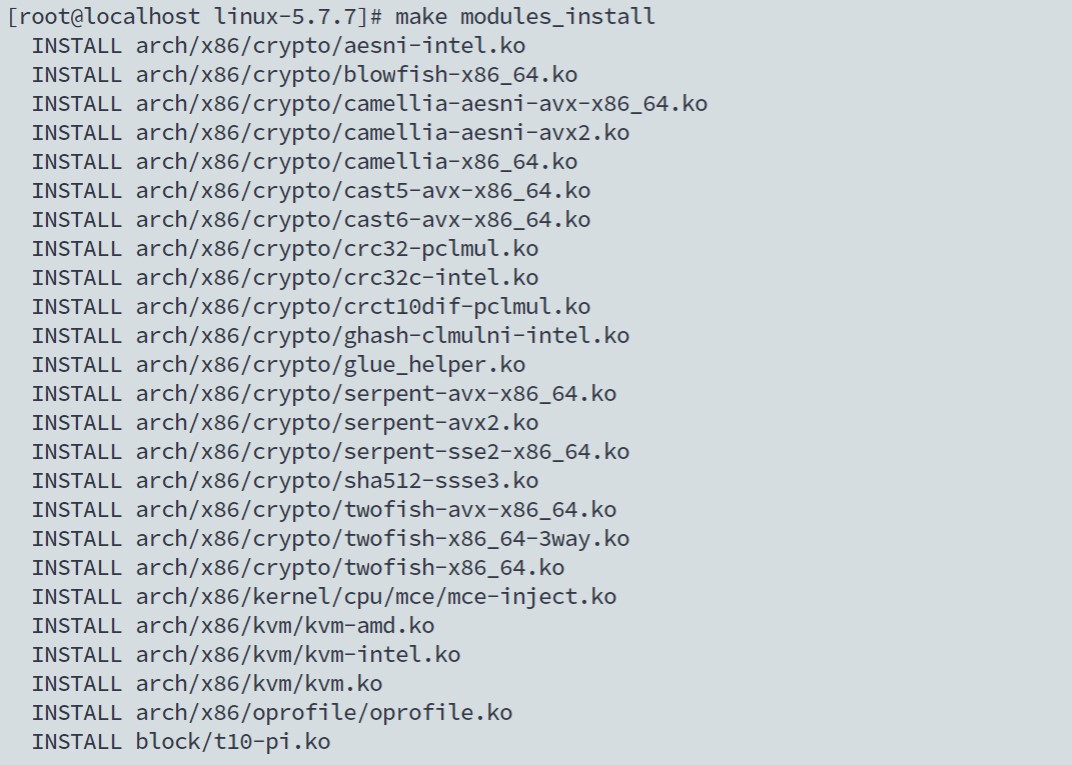 [root@localhost linux-5.7.7]# make modules_install
INSTALL arch/x86/crypto/aesni-intel.ko
INSTALL arch/x86/crypto/blowfish-x86_64.ko
INSTALL arch/x86/crypto/camellia-aesni-avx-x86_64.ko
INSTALL arch/x86/crypto/camellia-aesni-avx2.ko
INSTALL arch/x86/crypto/camellia-x86_64.ko
INSTALL arch/x86/crypto/cast5-avx-x86_64.ko
INSTALL arch/x86/crypto/cast6-avx-x86_64.ko
INSTALL arch/x86/crypto/crc32-pclmul.ko
INSTALL arch/x86/crypto/crc32c-intel.ko
INSTALL arch/x86/crypto/crct10dif-pclmul.ko
INSTALL arch/x86/crypto/ghash-clmulni-intel.ko
INSTALL arch/x86/crypto/glue_helper.ko
INSTALL arch/x86/crypto/serpent-avx-x86_64.ko
INSTALL arch/x86/crypto/serpent-avx2.ko
INSTALL arch/x86/crypto/serpent-sse2-x86_64.ko
INSTALL arch/x86/crypto/sha512-ssse3.ko
INSTALL arch/x86/crypto/twofish-avx-x86_64.ko
INSTALL arch/x86/crypto/twofish-x86_64-3way.ko
INSTALL arch/x86/crypto/twofish-x86_64.ko
INSTALL arch/x86/kernel/cpu/mce/mce-inject.ko
INSTALL arch/x86/kvm/kvm-amd.ko
INSTALL arch/x86/kvm/kvm-intel.ko
INSTALL arch/x86/kvm/kvm.ko
INSTALL arch/x86/oprofile/oprofile.ko
INSTALL block/t10-pi.ko